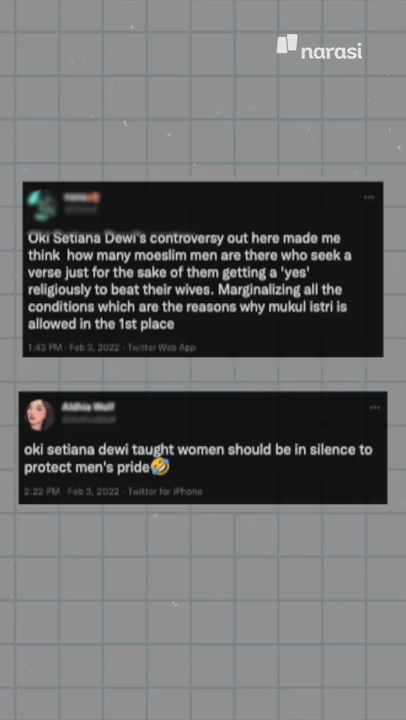 narasi
Oki Setiana Dewi's controversy out here made me
think how many moeslim men are there who seek a
verse just for the sake of them getting a 'yes'
religiously to beat their wives. Marginalizing all the
conditions which are the reasons why mukul istri is
allowed in the 1st place
1:43 PM · Feb 3, 2022 · Twitter Web App
oki setiana dewi taught women should be in silence to
protect men's pride🤣
2:22 PM · Feb 3, 2022 · Twitter for iPhone